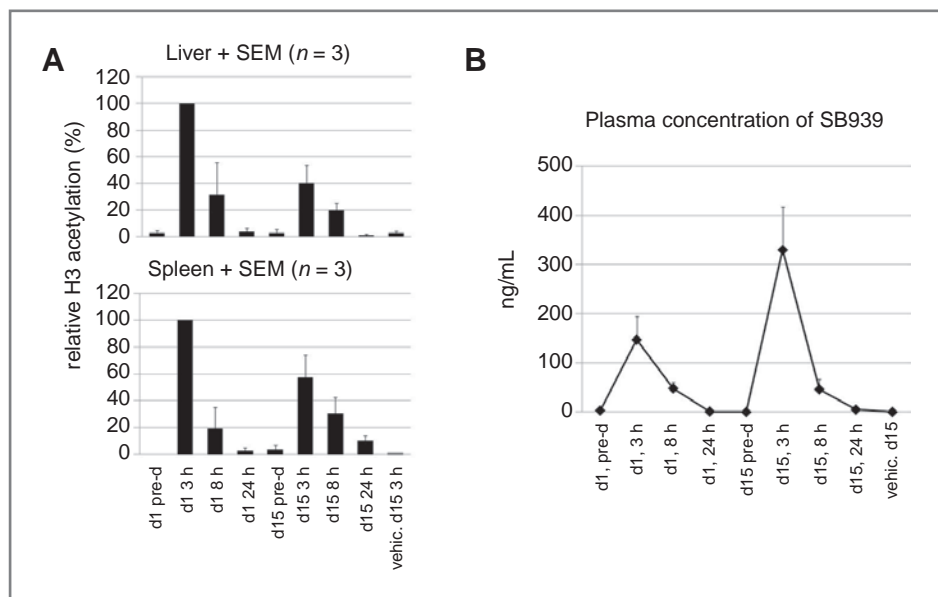 A
Liver + SEM (n = 3)
relative H3 acetylation (%)
120
100
80
60
40
20
0
Spleen + SEM (n = 3)
120
100
80
60
40
20
0
d1 pre-d
d1 3 h
d1 8 h
d1 24 h
d15 pre-d
d15 3 h
d15 8 h
d15 24 h
vehic. d15 3 h
B
Plasma concentration of SB939
ng/mL
500
400
300
200
100
0
d1, pre-d
d1, 3 h
d1, 8 h
d1, 24 h
d15 pre-d
d15, 3 h
d15, 8 h
d15, 24 h
vehic. d15